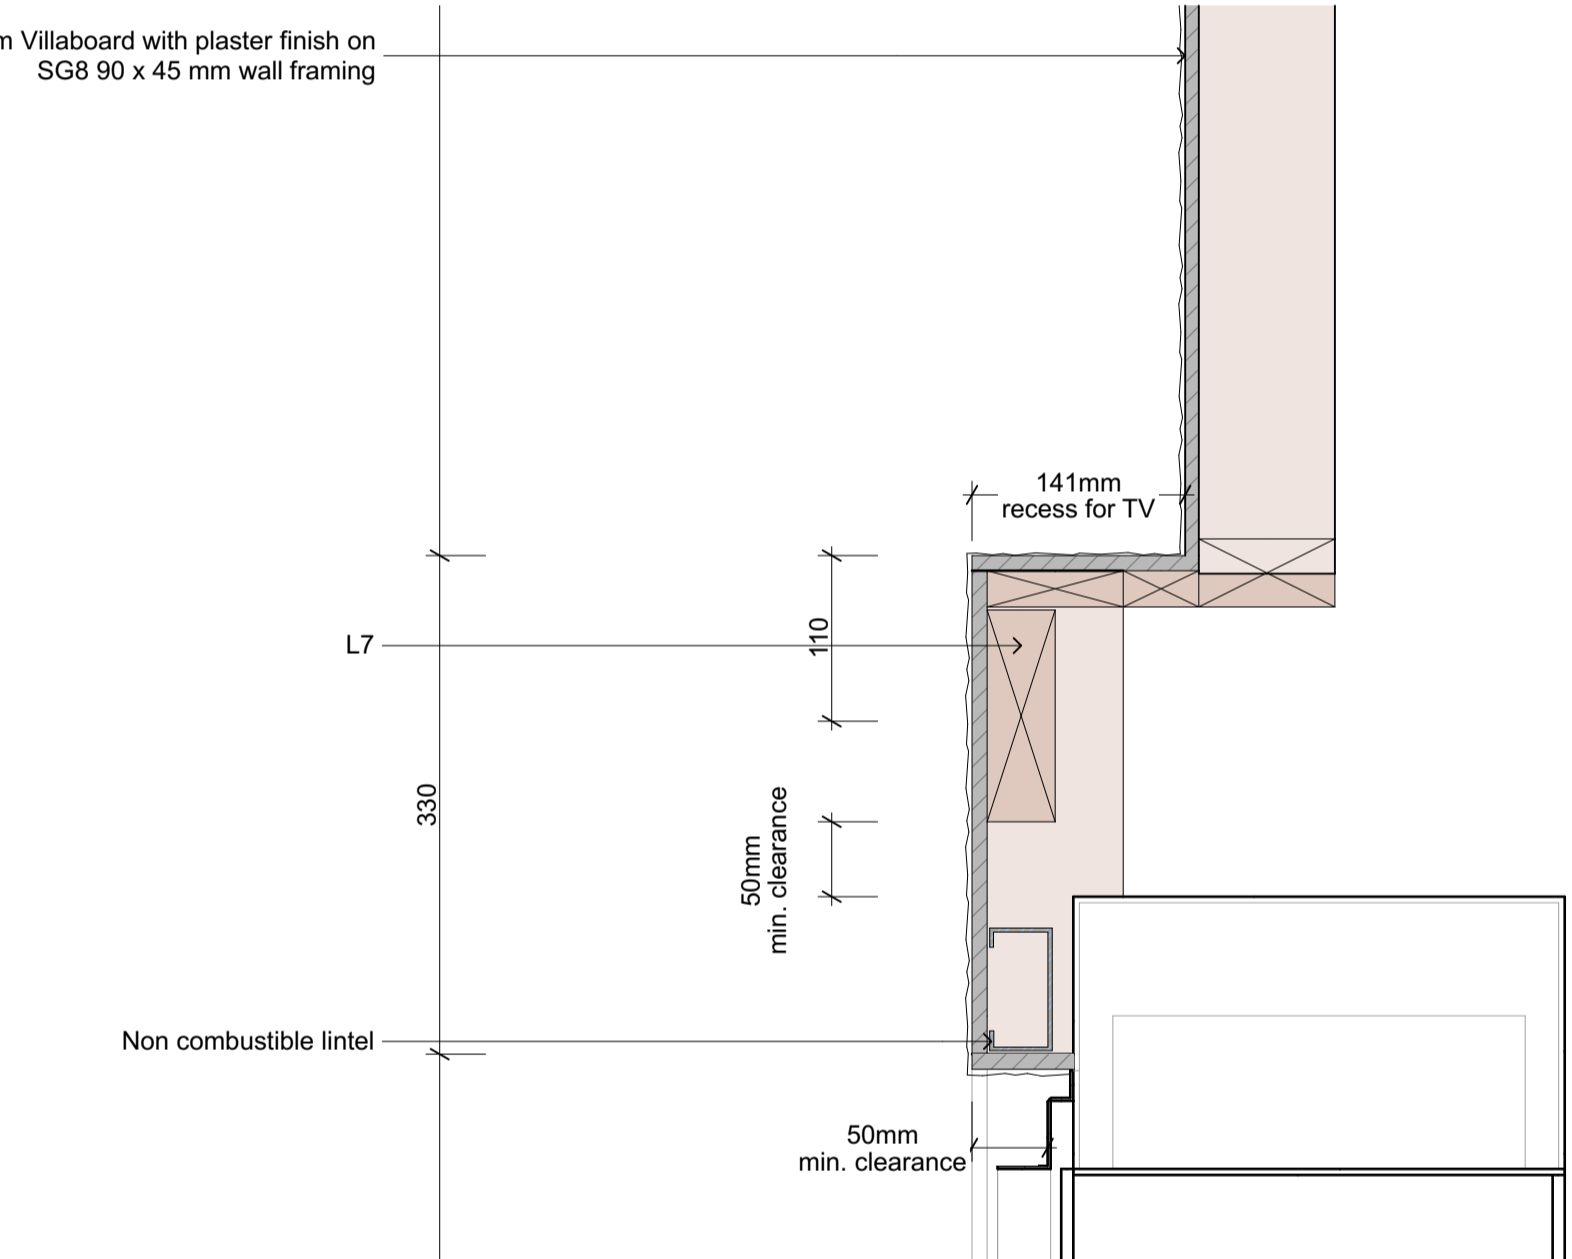 m Villaboard with plaster finish on
SG8 90 x 45 mm wall framing
141mm
recess for TV
L7
110
330
50mm
min. clearance
Non combustible lintel
50mm
min. clearance